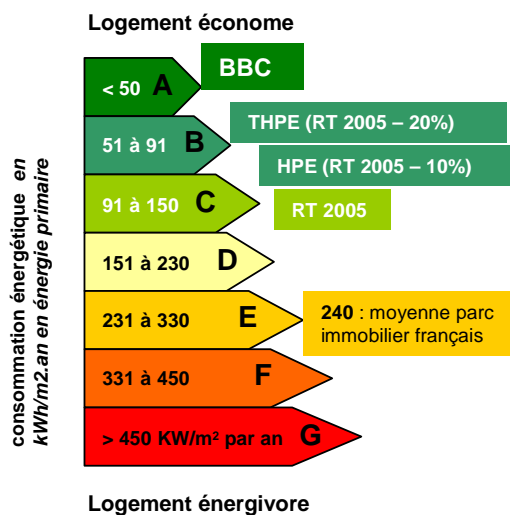 Logement économe
BBC
< 50 A
THPE (RT 2005 – 20%)
51 à 91 B
HPE (RT 2005 – 10%)
91 à 150 C
RT 2005
151 à 230 D
231 à 330 E
240 : moyenne parc
immobilier français
331 à 450 F
> 450 KW/m² par an G
consommation énergétique en
kWh/m2.an en énergie primaire
Logement énergivore